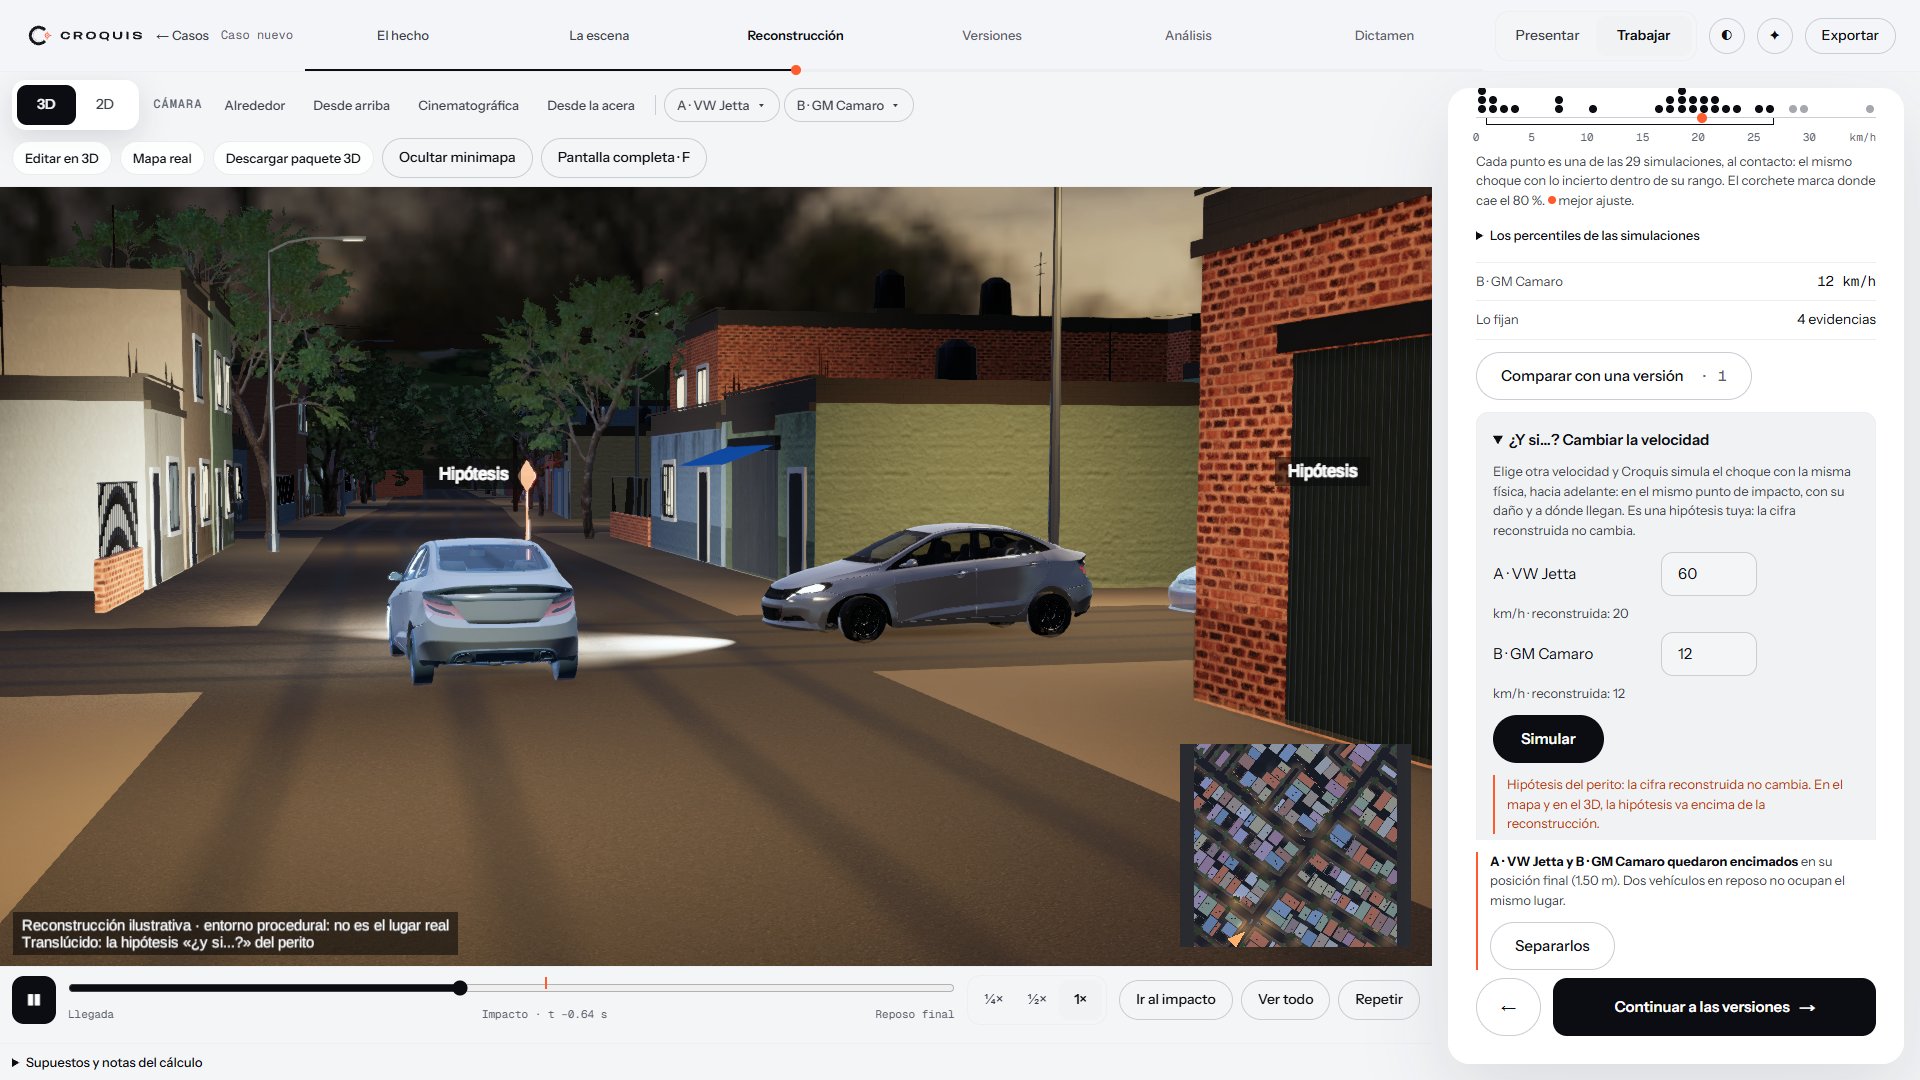 CROQUIS
← Casos
Caso nuevo
El hecho
La escena
Reconstrucción
Versiones
Análisis
Dictamen
Presentar
Trabajar
Exportar
3D
2D
CÁMARA
Alrededor
Desde arriba
Cinematográfica
Desde la acera
A · VW Jetta
B · GM Camaro
Editar en 3D
Mapa real
Descargar paquete 3D
Ocultar minimapa
Pantalla completa · F
Hipótesis
Hipótesis
Reconstrucción ilustrativa · entorno procedural: no es el lugar real
Translúcido: la hipótesis «¿y si...?» del perito
Llegada
Impacto · t −0.64 s
Reposo final
¼×
½×
1×
Ir al impacto
Ver todo
Repetir
Supuestos y notas del cálculo
0 5 10 15 20 25 30 km/h
Cada punto es una de las 29 simulaciones, al contacto: el mismo
choque con lo incierto dentro de su rango. El corchete marca donde
cae el 80 %. mejor ajuste.
Los percentiles de las simulaciones
B · GM Camaro 12 km/h
Lo fijan 4 evidencias
Comparar con una versión · 1
¿Y si...? Cambiar la velocidad
Elige otra velocidad y Croquis simula el choque con la misma
física, hacia adelante: en el mismo punto de impacto, con su
daño y a dónde llegan. Es una hipótesis tuya: la cifra
reconstruida no cambia.
A · VW Jetta 60
km/h · reconstruida: 20
B · GM Camaro 12
km/h · reconstruida: 12
Simular
Hipótesis del perito: la cifra reconstruida no cambia. En el
mapa y en el 3D, la hipótesis va encima de la
reconstrucción.
A · VW Jetta y B · GM Camaro quedaron encimados en su
posición final (1.50 m). Dos vehículos en reposo no ocupan el
mismo lugar.
Separarlos
←
Continuar a las versiones →